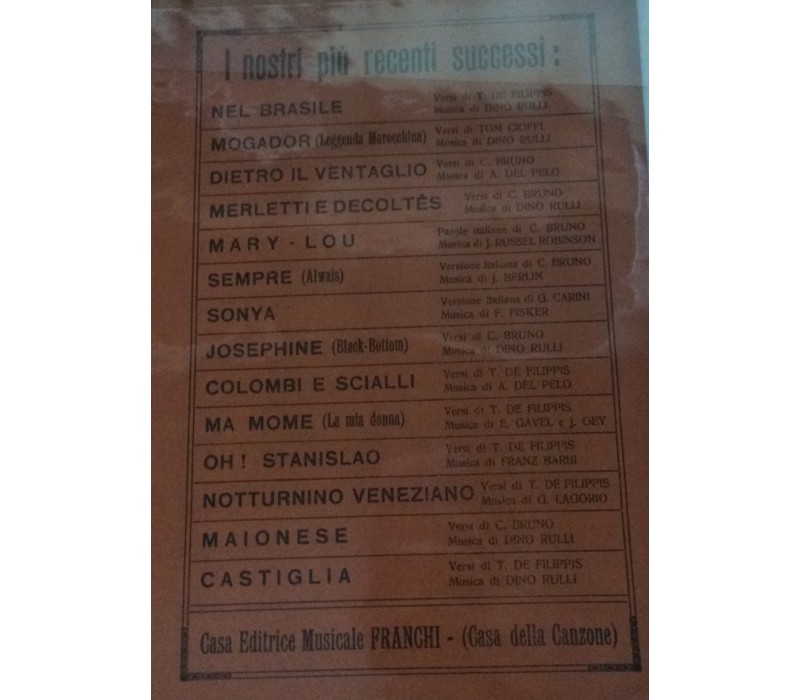 I nostri più recenti successi :
NEL BRASILE
Versi di T. DE FILIPPIS
Musica di DINO RULLI
MOGADOR (Leggenda Marocchina)
Versi di TOM CIOFFI
Musica di DINO RULLI
DIETRO IL VENTAGLIO
Versi di C. BRUNO
Musica di A. DEL PELO
MERLETTI E DECOLTÈS
Versi di C. BRUNO
Musica di DINO RULLI
MARY - LOU
Parole italiane di C. BRUNO
Musica di J. RUSSEL ROBINSON
SEMPRE (Alwais)
Versione italiana di C. BRUNO
Musica di J. BERLIN
SONYA
Versione italiana di G. CARINI
Musica di F. FISKER
JOSEPHINE (Black-Bottom)
Versi di C. BRUNO
Musica di DINO RULLI
COLOMBI E SCIALLI
Versi di T. DE FILIPPIS
Musica di A. DEL PELO
MA MOME (La mia donna)
Versi di T. DE FILIPPIS
Musica di E. GAVEL e J. GEY
OH ! STANISLAO
Versi di T. DE FILIPPIS
Musica di FRANZ BARBI
NOTTURNINO VENEZIANO
Versi di T. DE FILIPPIS
Musica di G. LAGORIO
MAIONESE
Versi di C. BRUNO
Musica di DINO RULLI
CASTIGLIA
Versi di T. DE FILIPPIS
Musica di DINO RULLI
Casa Editrice Musicale FRANCHI - (Casa della Canzone)